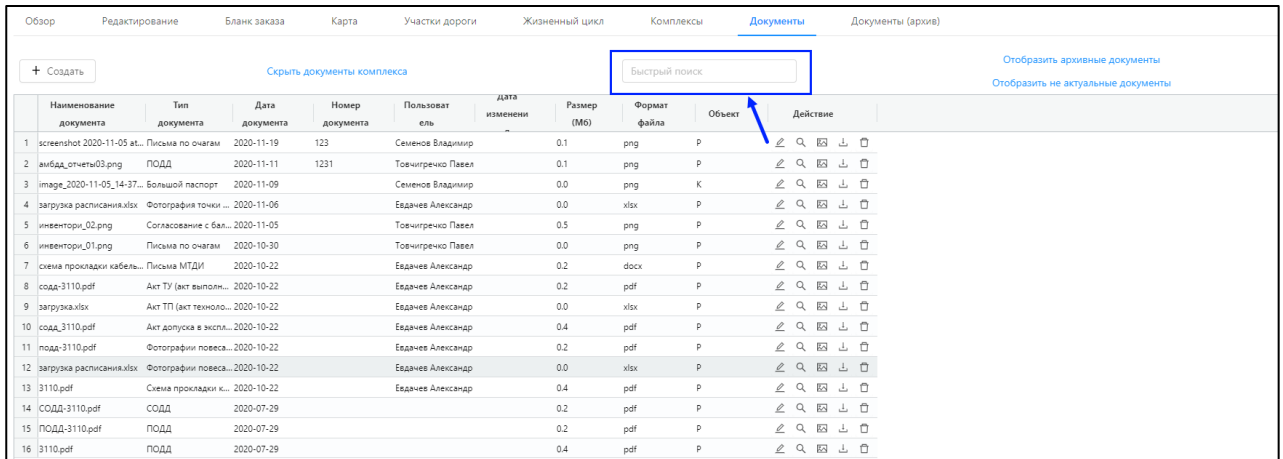 Обзор Редактирование Бланк заказа Карта Участки дороги Жизненный цикл Комплексы Документы Документы (архив)
+ Создать Скрыть документы комплекса Быстрый поиск Отобразить архивные документы
Отобразить не актуальные документы
Наименование документа Тип документа Дата документа Номер документа Пользователь Дата изменени Размер (Мб) Формат файла Объект Действие
1 screenshot 2020-11-05 at... Письма по очагам 2020-11-19 123 Семенов Владимир 0.1 png Р
2 амбдд_отчеты03.png ПОДД 2020-11-11 1231 Товчигречко Павел 0.1 png Р
3 image_2020-11-05_14-37... Большой паспорт 2020-11-09 Семенов Владимир 0.0 png К
4 загрузка расписания.xlsx Фотография точки ... 2020-11-06 Евдачев Александр 0.0 xlsx Р
5 инвентори_02.png Согласование с бал... 2020-11-05 Товчигречко Павел 0.5 png Р
6 инвентори_01.png Письма по очагам 2020-10-30 Товчигречко Павел 0.0 png Р
7 схема прокладки кабель... Письма МТДИ 2020-10-22 Евдачев Александр 0.2 docx Р
8 содд-3110.pdf Акт ТУ (акт выполн... 2020-10-22 Евдачев Александр 0.2 pdf Р
9 загрузка.xlsx Акт ТП (акт техноло... 2020-10-22 Евдачев Александр 0.0 xlsx Р
10 содд_3110.pdf Акт допуска в экспл... 2020-10-22 Евдачев Александр 0.4 pdf Р
11 подд-3110.pdf Фотографии повеса... 2020-10-22 Евдачев Александр 0.2 pdf Р
12 загрузка расписания.xlsx Фотографии повеса... 2020-10-22 Евдачев Александр 0.0 xlsx Р
13 3110.pdf Схема прокладки к... 2020-10-22 Евдачев Александр 0.4 pdf Р
14 СОДД-3110.pdf СОДД 2020-07-29 0.2 pdf Р
15 ПОДД-3110.pdf ПОДД 2020-07-29 0.2 pdf Р
16 3110.pdf ПОДД 2020-07-29 0.4 pdf Р